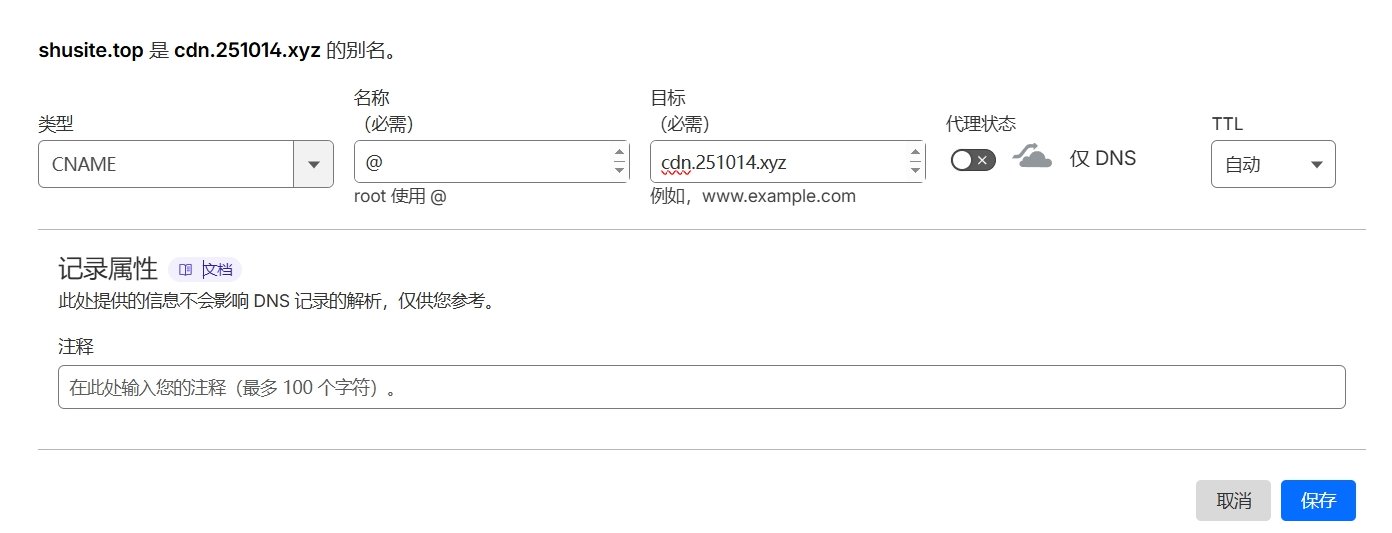 shusite.top 是 cdn.251014.xyz 的别名。
类型
名称
（必需）
目标
（必需）
代理状态
TTL
CNAME
@
cdn.251014.xyz
仅 DNS
自动
root 使用 @
例如，www.example.com
记录属性 文档
此处提供的信息不会影响 DNS 记录的解析，仅供您参考。
注释
在此处输入您的注释（最多 100 个字符）。
取消
保存